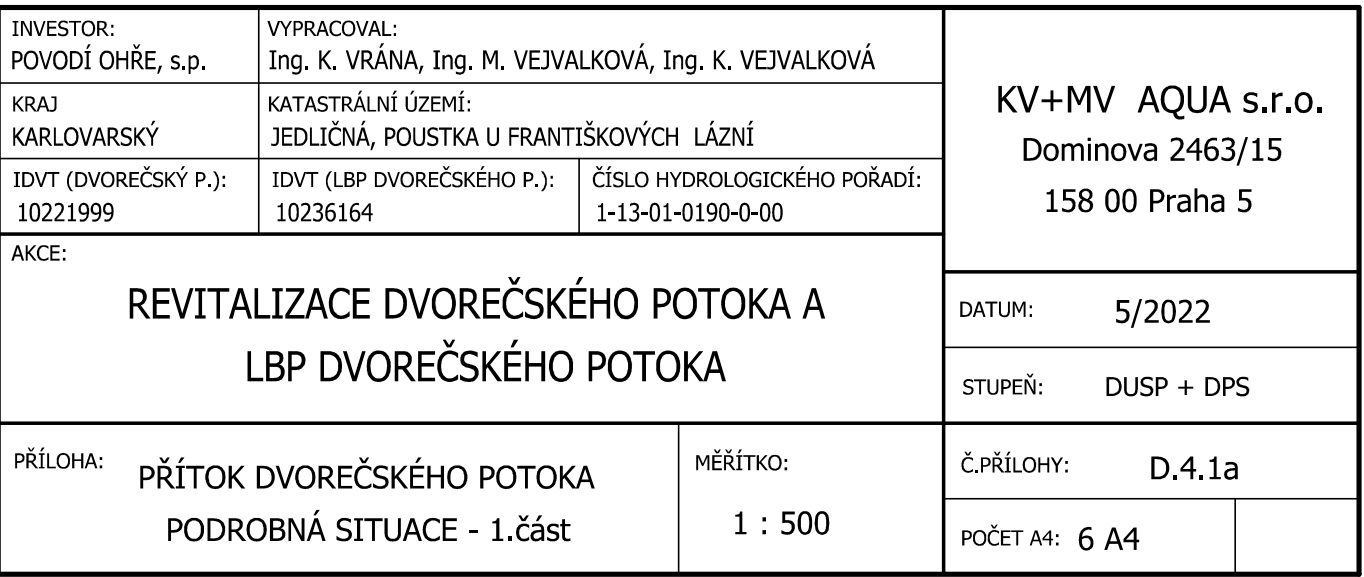 INVESTOR:
POVODÍ OHŘE, s.p.
VYPRACOVAL:
Ing. K. VRÁNA, Ing. M. VEJVALKOVÁ, Ing. K. VEJVALKOVÁ
KRAJ
KARLOVARSKÝ
KATASTRÁLNÍ ÚZEMÍ:
JEDLIČNÁ, POUSTKA U FRANTIŠKOVÝCH LÁZNÍ
IDVT (DVOREČSKÝ P.):
10221999
IDVT (LBP DVOREČSKÉHO P.):
10236164
ČÍSLO HYDROLOGICKÉHO POŘADÍ:
1-13-01-0190-0-00
KV+MV AQUA s.r.o.
Dominova 2463/15
158 00 Praha 5
AKCE:
REVITALIZACE DVOREČSKÉHO POTOKA A
LBP DVOREČSKÉHO POTOKA
DATUM: 5/2022
STUPEŇ: DUSP + DPS
PŘÍLOHA:
PŘÍTOK DVOREČSKÉHO POTOKA
PODROBNÁ SITUACE - 1.část
MĚŘÍTKO:
1 : 500
Č.PŘÍLOHY: D.4.1a
POČET A4: 6 A4